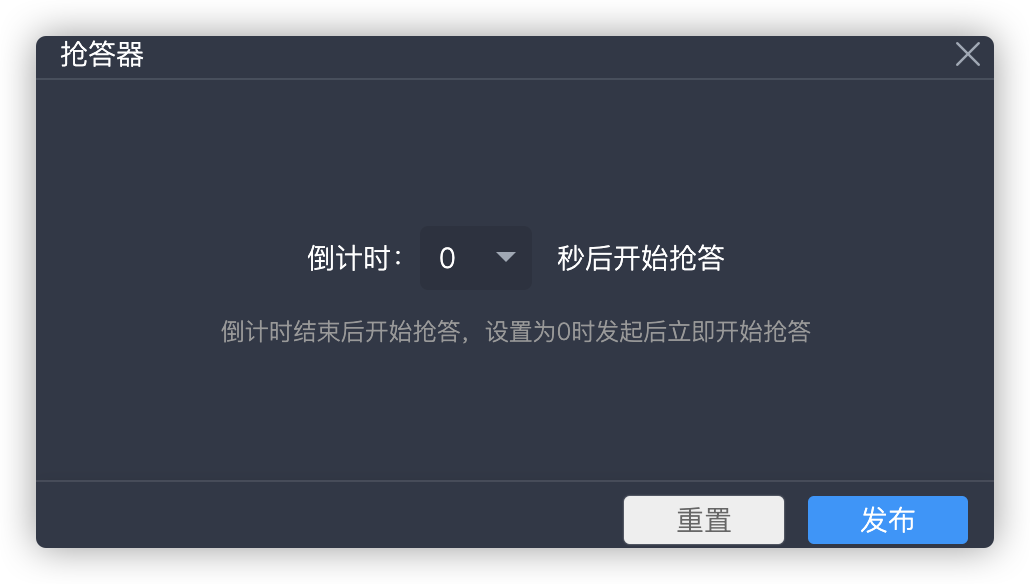 抢答器
倒计时： 0 秒后开始抢答
倒计时结束后开始抢答，设置为0时发起后立即开始抢答
重置 发布